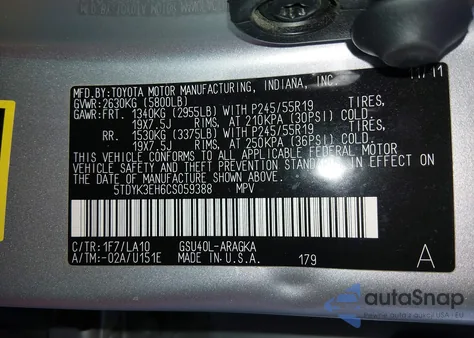 MFD.BY:TOYOTA MOTOR MANUFACTURING, INDIANA, INC. 11/11
GVWR: 2630KG (5800LB)
GAWR:FRT. 1340KG (2955LB) WITH P245/55R19 TIRES,
19X7.5J RIMS, AT 210KPA (30PSI) COLD.
RR. 1530KG (3375LB) WITH P245/55R19 TIRES,
19X7.5J RIMS, AT 250KPA (36PSI) COLD.
THIS VEHICLE CONFORMS TO ALL APPLICABLE FEDERAL MOTOR
VEHICLE SAFETY AND THEFT PREVENTION STANDARDS IN EFFECT
ON THE DATE OF MANUFACTURE SHOWN ABOVE.
5TDYK3EH6CS059388 MPV
C/TR: 1F7/LA10 GSU40L-ARAGKA
A/TM:-02A/U151E MADE IN U.S.A. 179 A
autoSnap